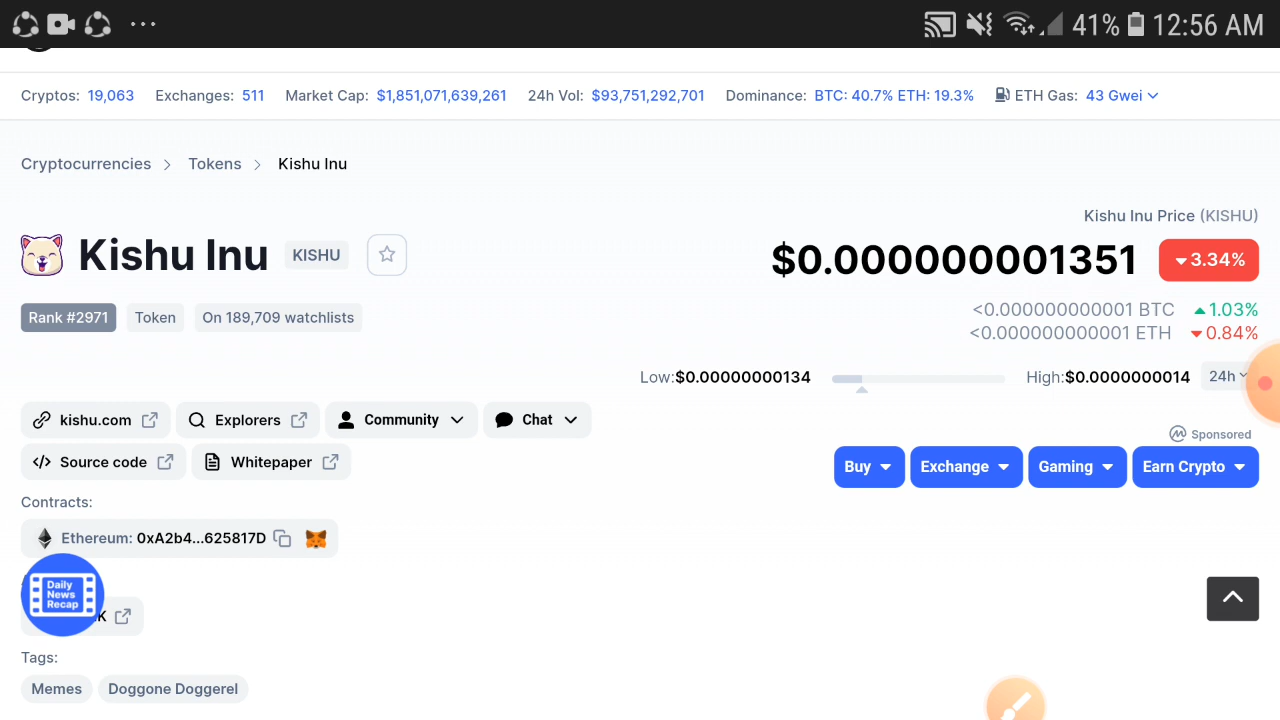 41% 12:56 AM
Cryptos: 19,063 Exchanges: 511 Market Cap: $1,851,071,639,261 24h Vol: $93,751,292,701 Dominance: BTC: 40.7% ETH: 19.3% ETH Gas: 43 Gwei
Cryptocurrencies > Tokens > Kishu Inu
Kishu Inu Price (KISHU)
Kishu Inu KISHU
$0.000000001351 3.34%
Rank #2971 Token On 189,709 watchlists
<0.000000000001 BTC 1.03%
<0.000000000001 ETH 0.84%
Low:$0.00000000134 High:$0.0000000014 24h
kishu.com Explorers Community Chat
Sponsored
Source code Whitepaper
Buy Exchange Gaming Earn Crypto
Contracts:
Ethereum: 0xA2b4...625817D
Daily
News
Recap
K
Tags:
Memes Doggone Doggerel